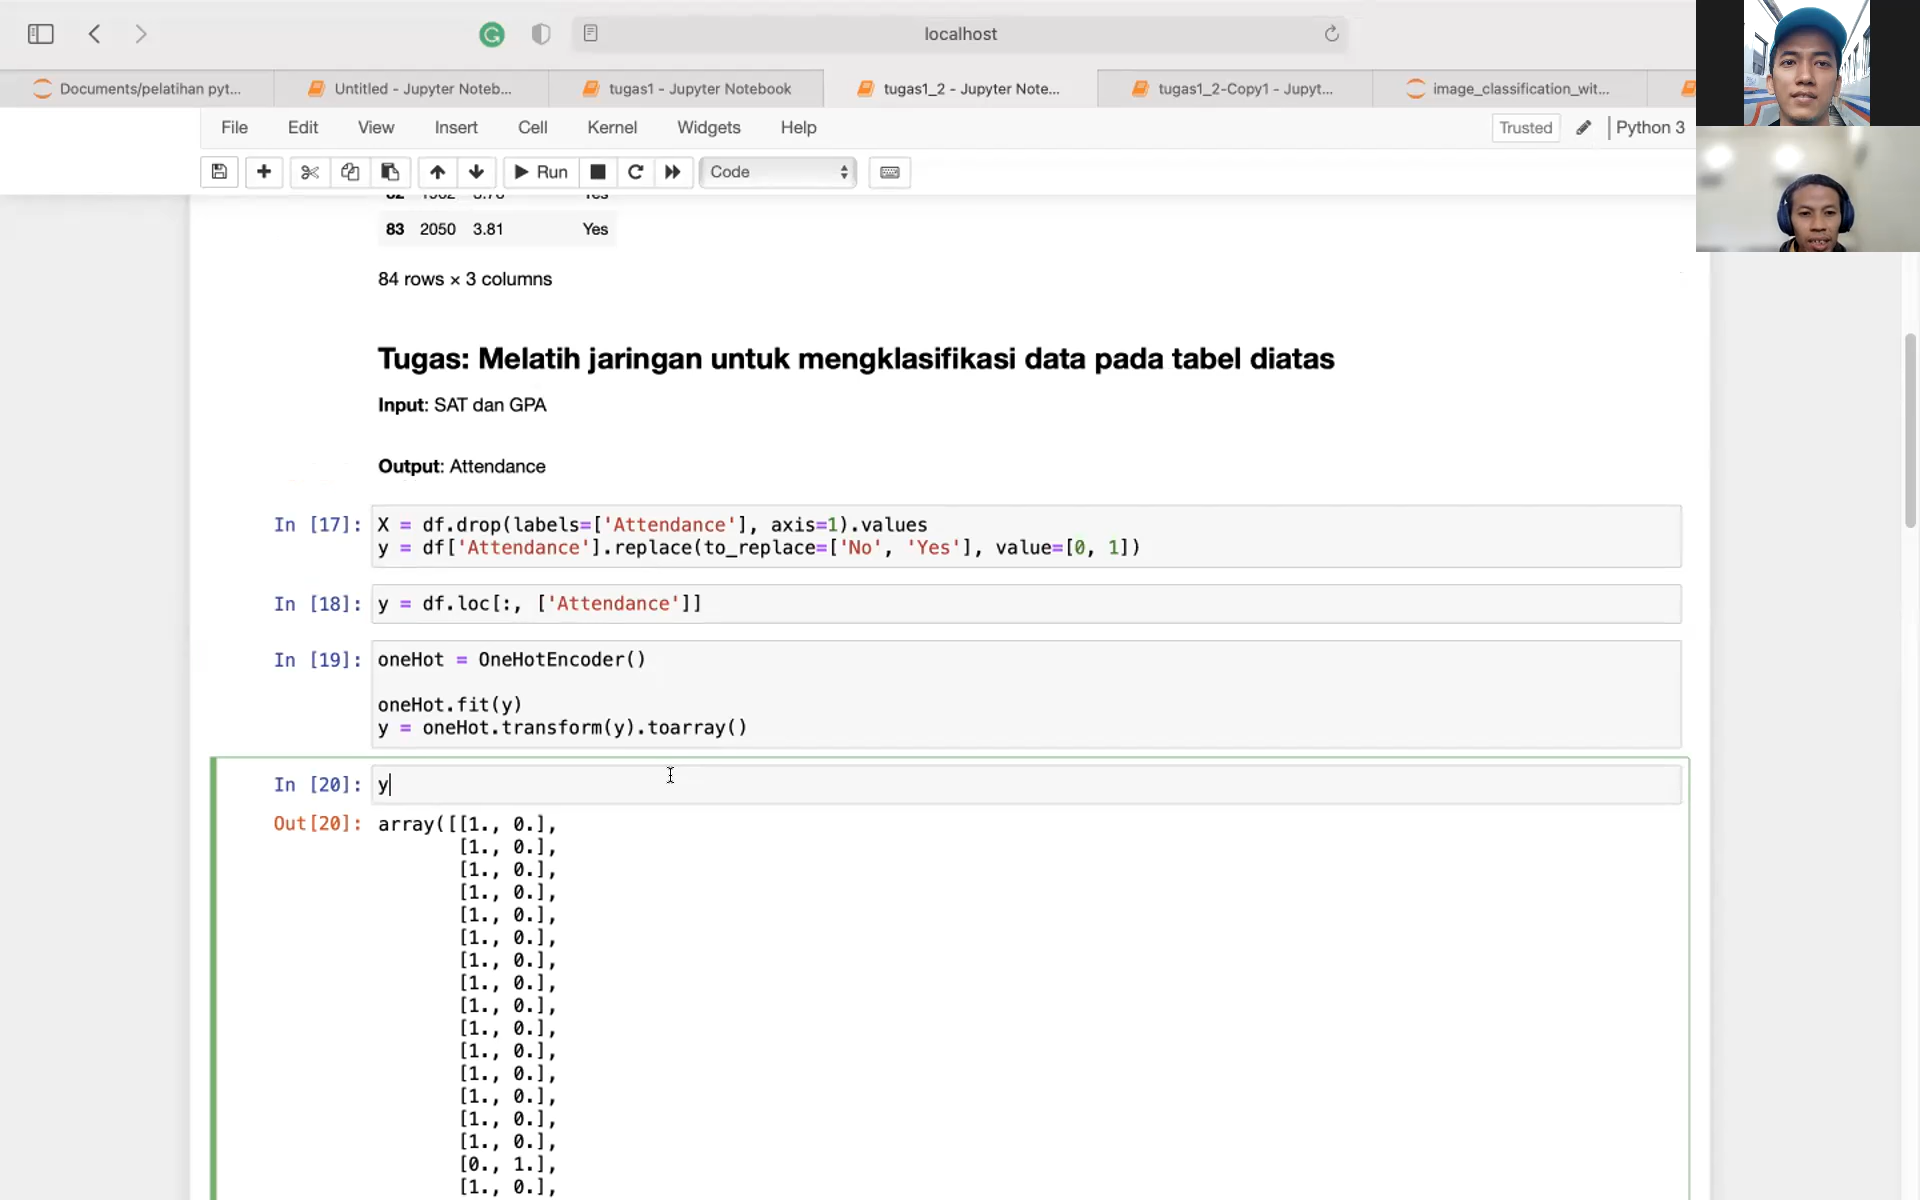 localhost
Documents/pelatihan pyt...
Untitled - Jupyter Noteb...
tugas1 - Jupyter Notebook
tugas1_2 - Jupyter Note...
tugas1_2-Copy1 - Jupyt...
image_classification_wit...
File Edit View Insert Cell Kernel Widgets Help Trusted Python 3
Run Code
83 2050 3.81 Yes
84 rows × 3 columns
Tugas: Melatih jaringan untuk mengklasifikasi data pada tabel diatas
Input: SAT dan GPA
Output: Attendance
In [17]: X = df.drop(labels=['Attendance'], axis=1).values
y = df['Attendance'].replace(to_replace=['No', 'Yes'], value=[0, 1])
In [18]: y = df.loc[:, ['Attendance']]
In [19]: oneHot = OneHotEncoder()
oneHot.fit(y)
y = oneHot.transform(y).toarray()
In [20]: y
Out[20]: array([[1., 0.],
[1., 0.],
[1., 0.],
[1., 0.],
[1., 0.],
[1., 0.],
[1., 0.],
[1., 0.],
[1., 0.],
[1., 0.],
[1., 0.],
[1., 0.],
[1., 0.],
[1., 0.],
[1., 0.],
[0., 1.],
[1., 0.],